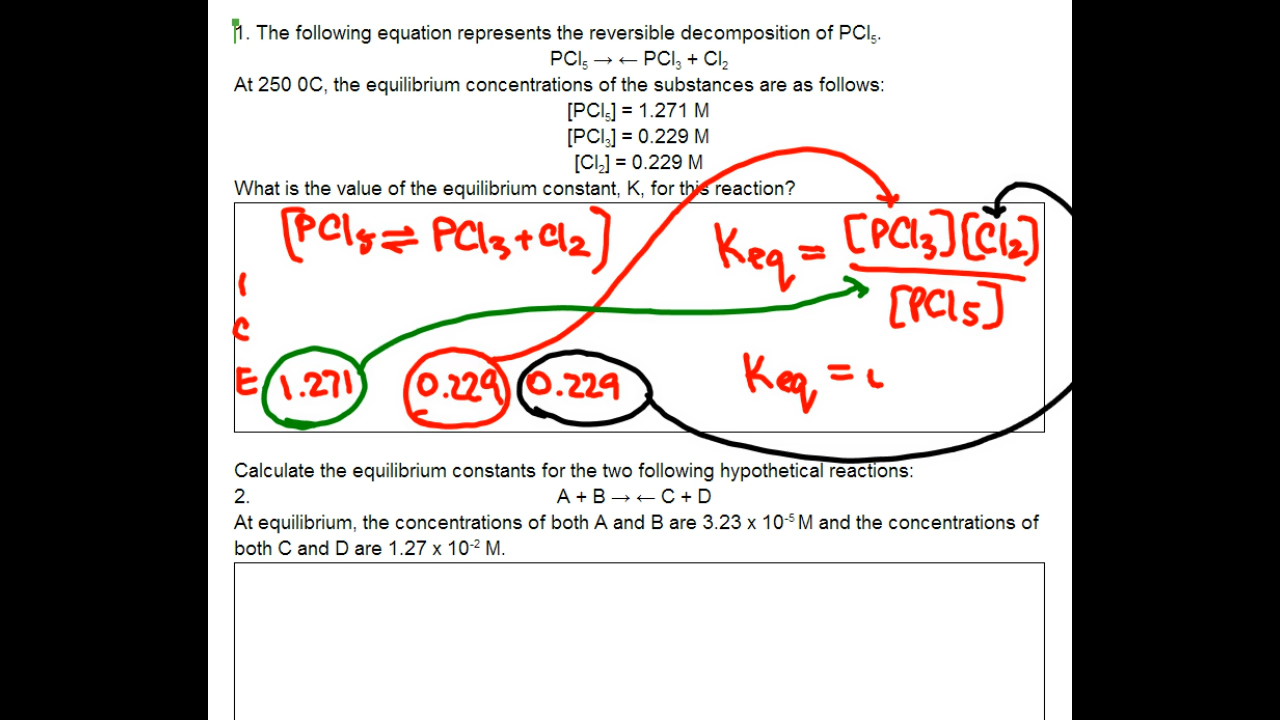 1. The following equation represents the reversible decomposition of PCl₅.
PCl₅ → ← PCl₃ + Cl₂
At 250 0C, the equilibrium concentrations of the substances are as follows:
[PCl₅] = 1.271 M
[PCl₃] = 0.229 M
[Cl₂] = 0.229 M
What is the value of the equilibrium constant, K, for this reaction?
[PCl₅ ⇌ PCl₃ + Cl₂]
Keq = [PCl₃][Cl₂]
[PCl₅]
I
C
E 1.271 0.229 0.229
Keq =
Calculate the equilibrium constants for the two following hypothetical reactions:
2. A + B → ← C + D
At equilibrium, the concentrations of both A and B are 3.23 x 10⁻⁵ M and the concentrations of
both C and D are 1.27 x 10⁻² M.